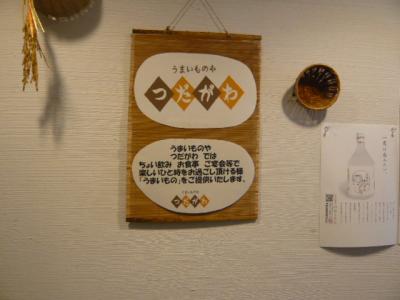 うまいものや
つだがわ
うまいものや
つだがわ では
ちょい飲み お食事 ご宴会等で
楽しいひと時をお過ごし頂ける様
「うまいもの」をご提供いたします。
うまいものや
つだがわ